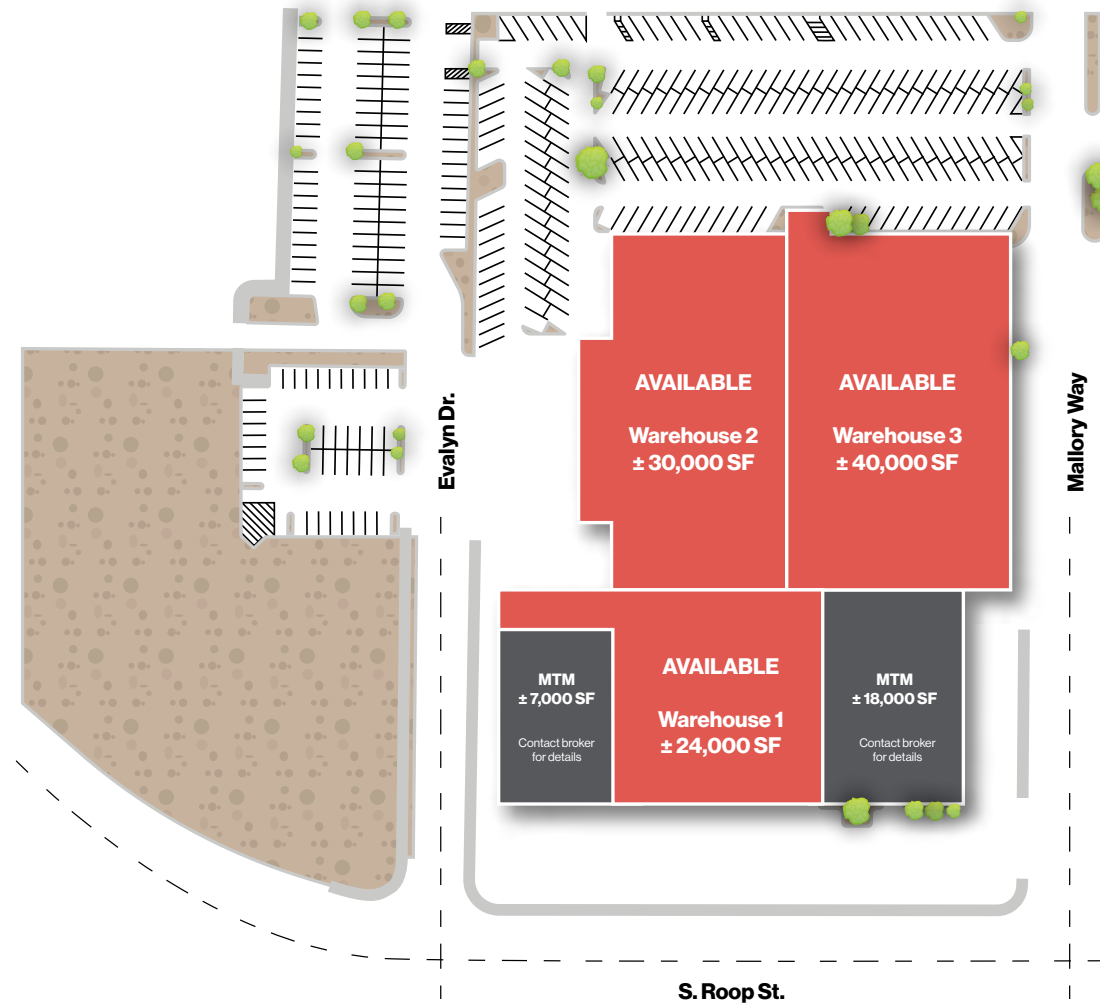 AVAILABLE
Warehouse 2
± 30,000 SF
AVAILABLE
Warehouse 3
± 40,000 SF
Evalyn Dr.
Mallory Way
MTM
± 7,000 SF
Contact broker
for details
AVAILABLE
Warehouse 1
± 24,000 SF
MTM
± 18,000 SF
Contact broker
for details
S. Roop St.